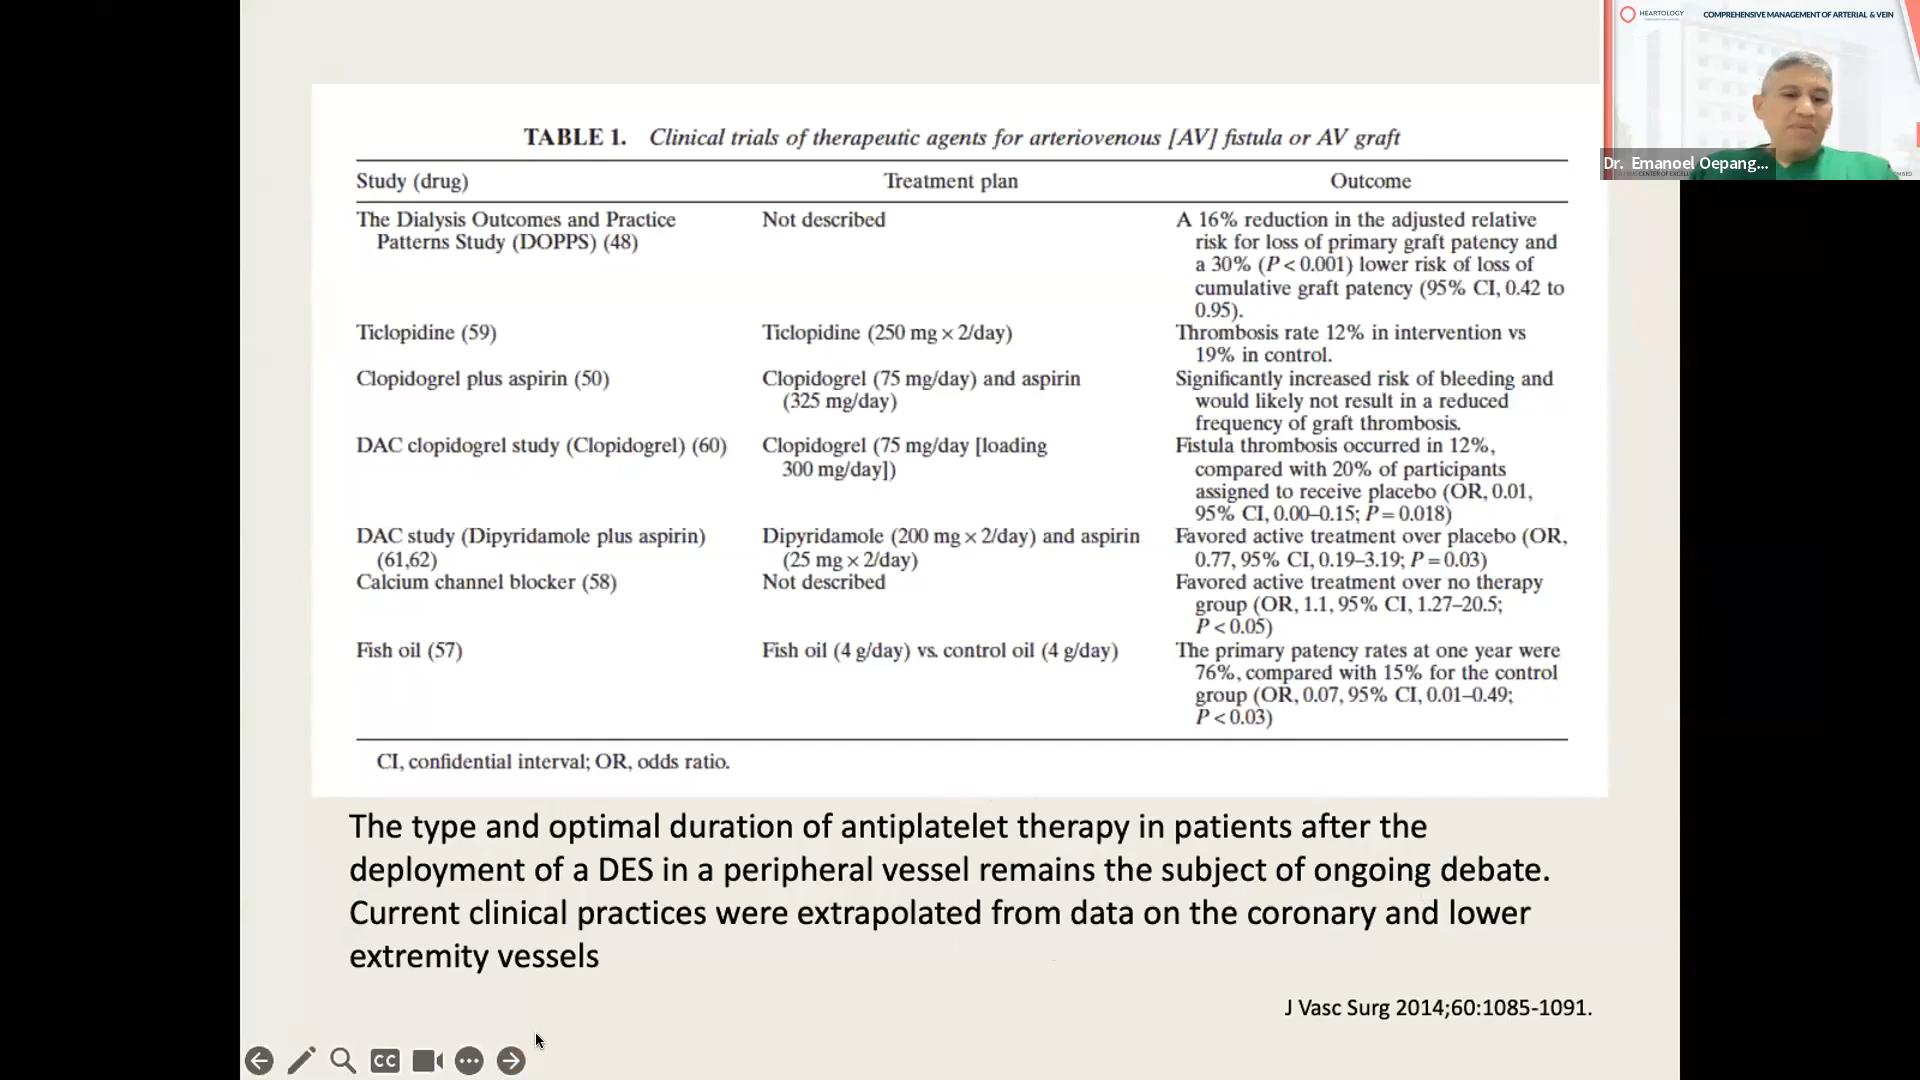 HEARTOLOGY
COMPREHENSIVE MANAGEMENT OF ARTERIAL & VEIN
Dr. Emanoel Oepang...
TABLE 1. Clinical trials of therapeutic agents for arteriovenous [AV] fistula or AV graft
Study (drug) Treatment plan Outcome
The Dialysis Outcomes and Practice Patterns Study (DOPPS) (48)
Not described
A 16% reduction in the adjusted relative
risk for loss of primary graft patency and
a 30% (P < 0.001) lower risk of loss of
cumulative graft patency (95% CI, 0.42 to
0.95).
Ticlopidine (59)
Ticlopidine (250 mg × 2/day)
Thrombosis rate 12% in intervention vs
19% in control.
Clopidogrel plus aspirin (50)
Clopidogrel (75 mg/day) and aspirin
(325 mg/day)
Significantly increased risk of bleeding and
would likely not result in a reduced
frequency of graft thrombosis.
DAC clopidogrel study (Clopidogrel) (60)
Clopidogrel (75 mg/day [loading
300 mg/day])
Fistula thrombosis occurred in 12%,
compared with 20% of participants
assigned to receive placebo (OR, 0.01,
95% CI, 0.00–0.15; P = 0.018)
DAC study (Dipyridamole plus aspirin)
(61,62)
Dipyridamole (200 mg × 2/day) and aspirin
(25 mg × 2/day)
Favored active treatment over placebo (OR,
0.77, 95% CI, 0.19–3.19; P = 0.03)
Calcium channel blocker (58)
Not described
Favored active treatment over no therapy
group (OR, 1.1, 95% CI, 1.27–20.5;
P < 0.05)
Fish oil (57)
Fish oil (4 g/day) vs. control oil (4 g/day)
The primary patency rates at one year were
76%, compared with 15% for the control
group (OR, 0.07, 95% CI, 0.01–0.49;
P < 0.03)
CI, confidential interval; OR, odds ratio.
The type and optimal duration of antiplatelet therapy in patients after the
deployment of a DES in a peripheral vessel remains the subject of ongoing debate.
Current clinical practices were extrapolated from data on the coronary and lower
extremity vessels
J Vasc Surg 2014;60:1085-1091.
CC